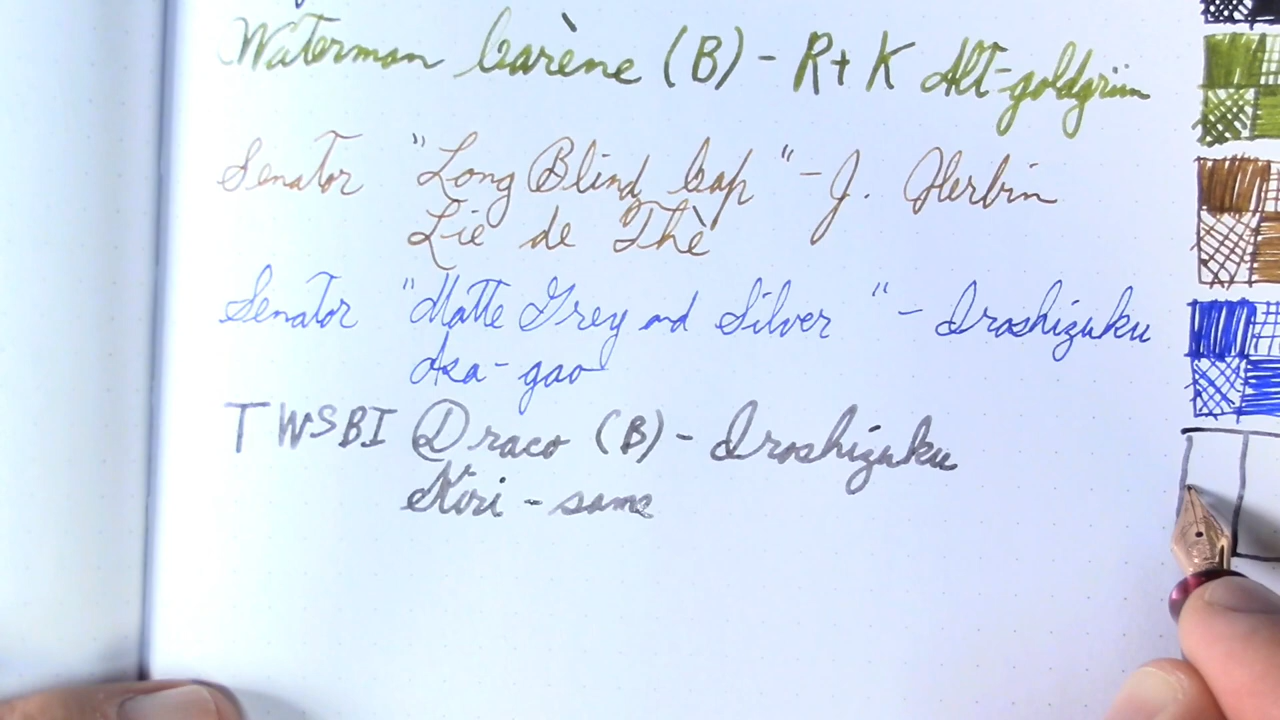 Waterman Carène (B) - R+K Alt-goldgrün
Senator "Long Blind Cap" - J. Herbin
Lie de Thè
Senator "Matte Grey and Silver" - Iroshizuku
Asa-gao
TWSBI Draco (B) - Iroshizuku
Kiri-same